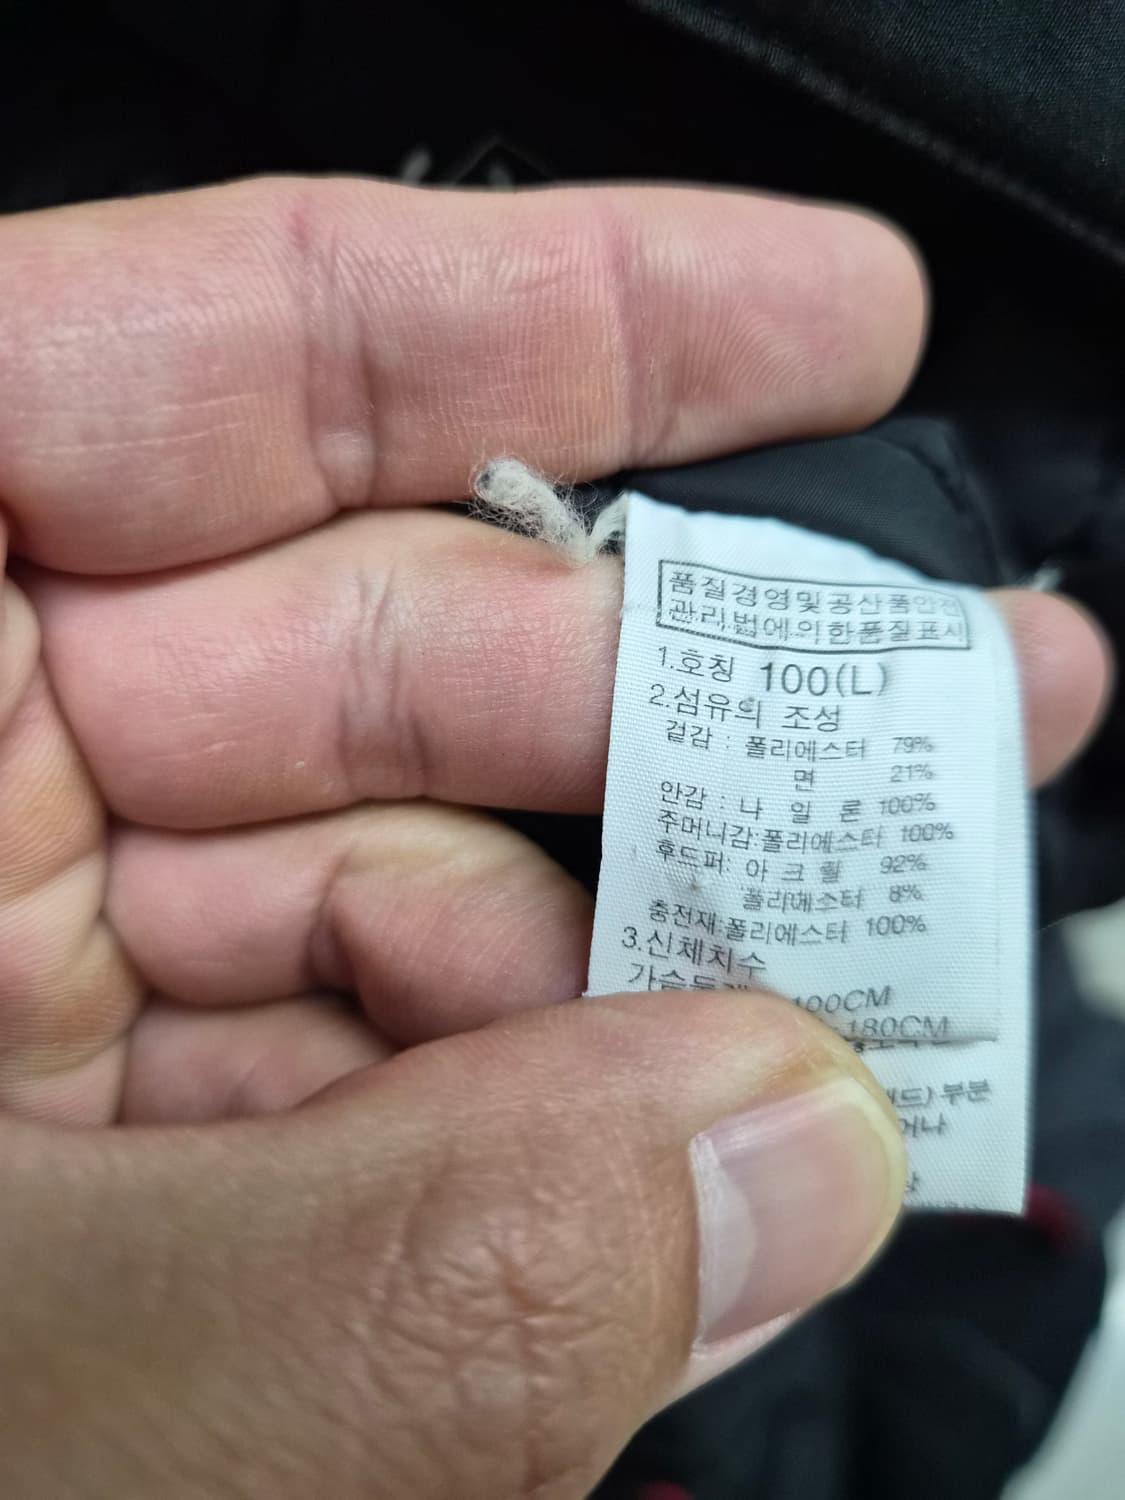 품질경영및공산품안전
관리법에의한품질표시
1.호칭 100(L)
2.섬유의 조성
겉감 : 폴리에스터 79%
면 21%
안감 : 나 일 론 100%
주머니감:폴리에스터 100%
후드퍼: 아 크 릴 92%
폴리에스터 8%
충전재:폴리에스터 100%
3.신체치수
100CM
180CM
부분